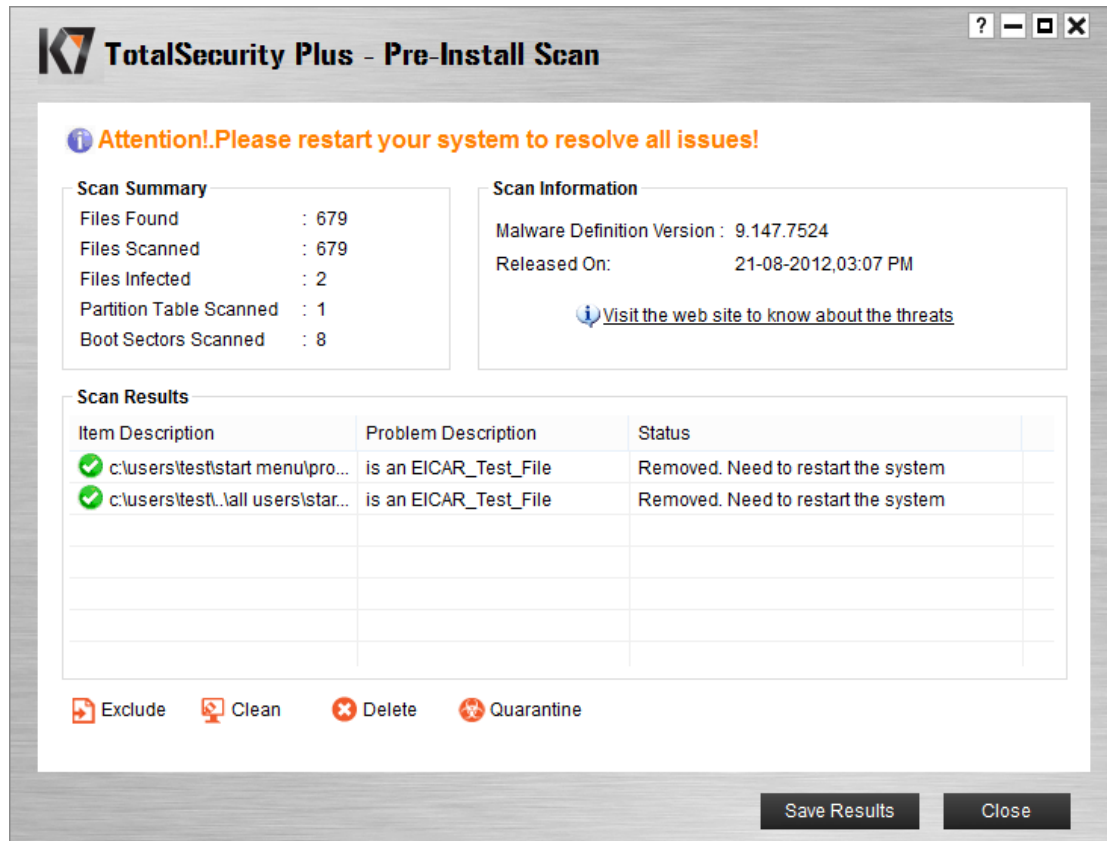 K7 TotalSecurity Plus - Pre-Install Scan
?
Attention!.Please restart your system to resolve all issues!
Scan Summary
Files Found : 679
Files Scanned : 679
Files Infected : 2
Partition Table Scanned : 1
Boot Sectors Scanned : 8
Scan Information
Malware Definition Version : 9.147.7524
Released On: 21-08-2012,03:07 PM
Visit the web site to know about the threats
Scan Results
Item Description Problem Description Status
c:\users\test\start menu\pro... is an EICAR_Test_File Removed. Need to restart the system
c:\users\test\..\all users\star... is an EICAR_Test_File Removed. Need to restart the system
Exclude Clean Delete Quarantine
Save Results Close